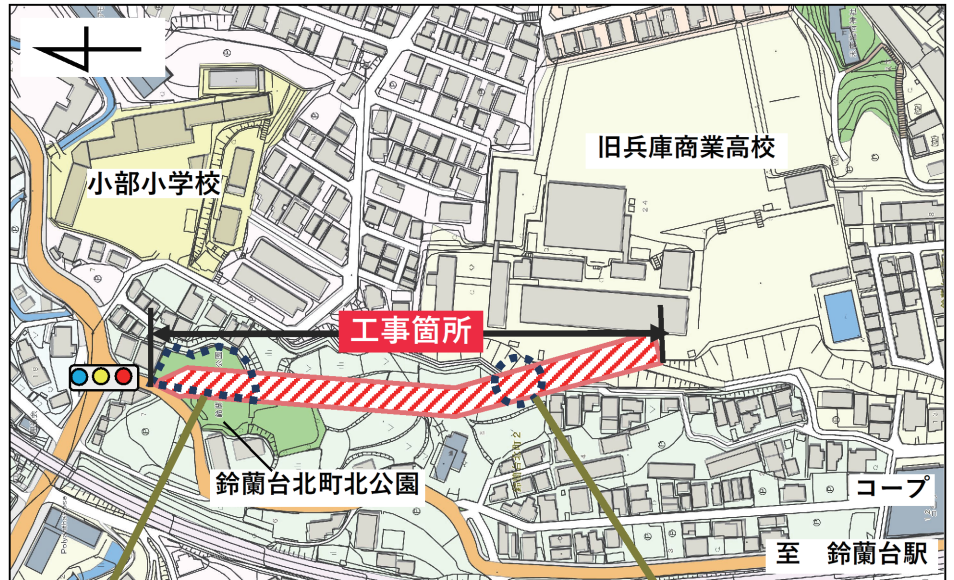 小部小学校
旧兵庫商業高校
工事箇所
鈴蘭台北町北公園
コープ
至　鈴蘭台駅